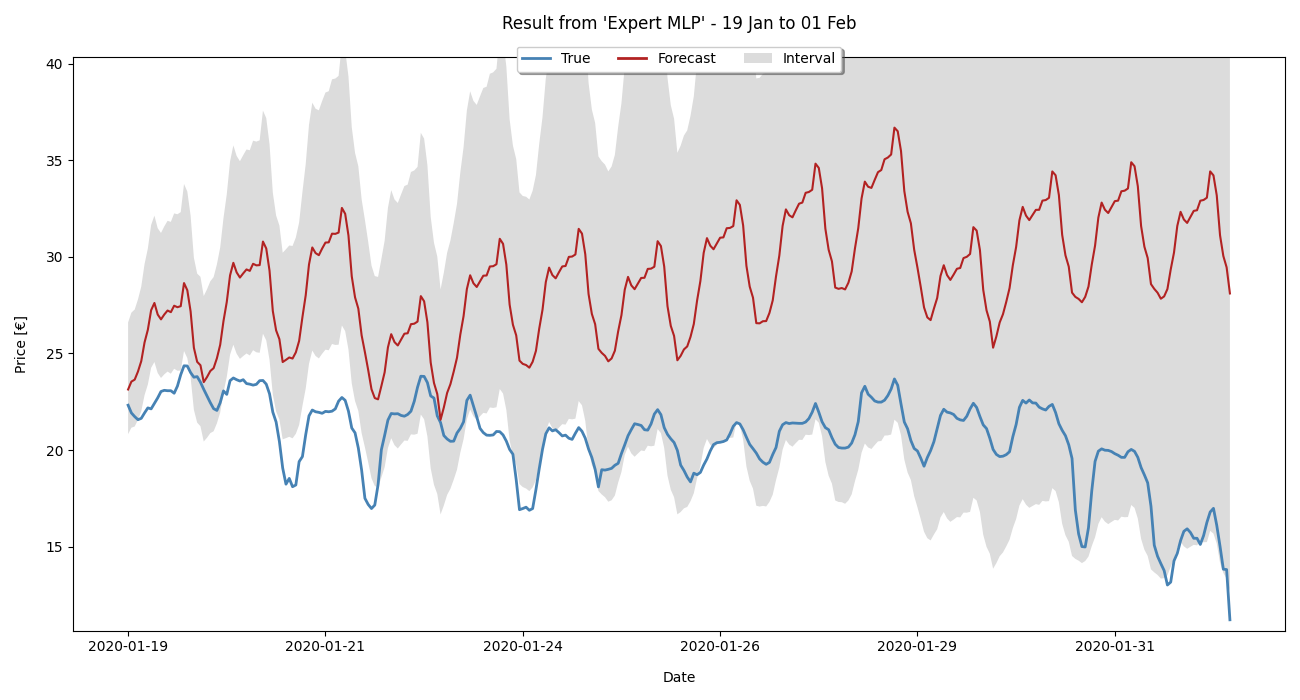 Result from 'Expert MLP' - 19 Jan to 01 Feb
True Forecast Interval
40
35
30
25
20
15
Price [€]
2020-01-19 2020-01-21 2020-01-24 2020-01-26 2020-01-29 2020-01-31
Date